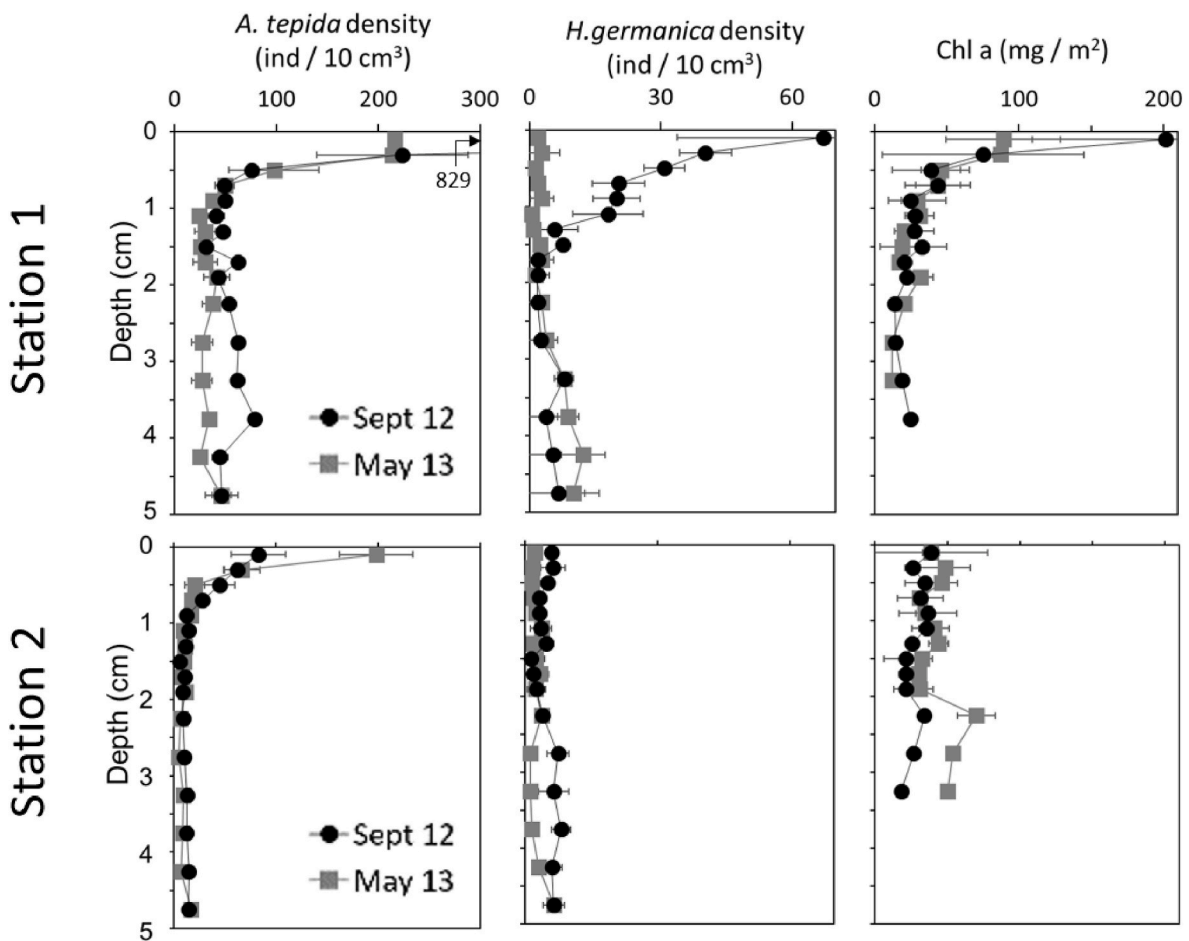 A. tepida density
(ind / 10 cm³)
H.germanica density
(ind / 10 cm³)
Chl a (mg / m²)
0 100 200 300
0 30 60
0 100 200
Station 1
Depth (cm)
0
1
2
3
4
5
829
Sept 12
May 13
Station 2
Depth (cm)
0
1
2
3
4
5
Sept 12
May 13